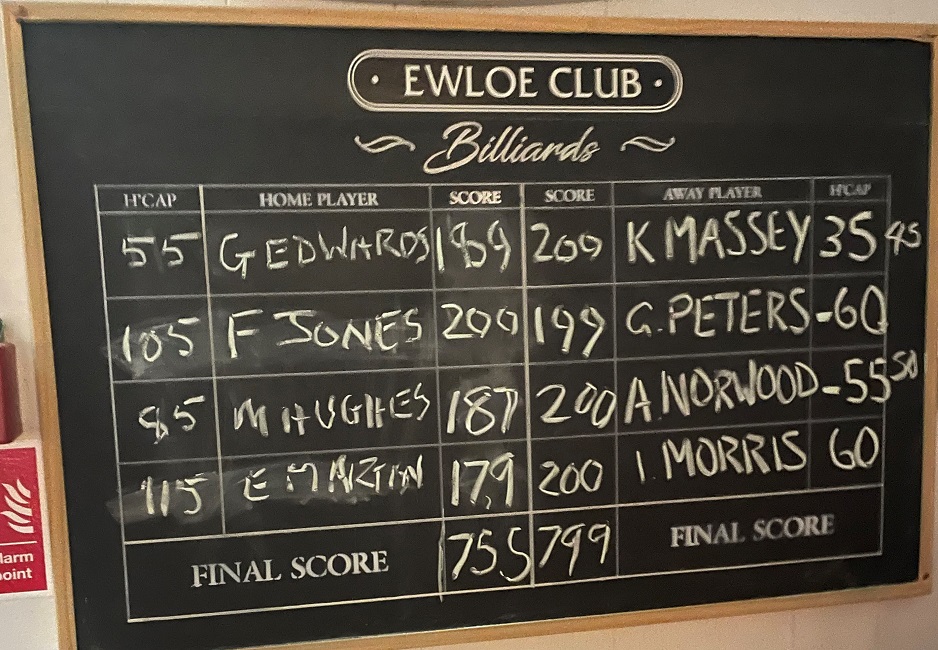 EWLOE CLUB
Billiards
H'CAP HOME PLAYER SCORE SCORE AWAY PLAYER H'CAP
55 G EDWARDS 189 200 K MASSEY 35 45
105 F JONES 200 199 G. PETERS -60
85 M HUGHES 187 200 A. NORWOOD -55 50
115 E MARTIN 179 200 I. MORRIS 60
FINAL SCORE 755 799 FINAL SCORE
larm
point